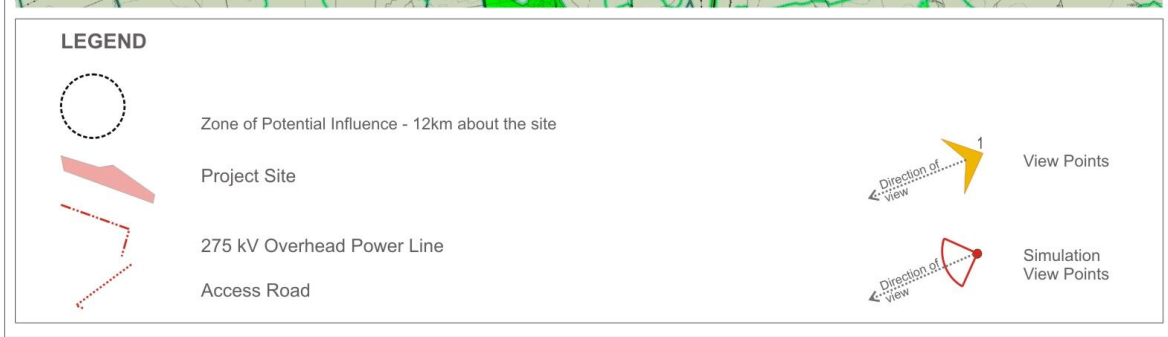 LEGEND
Zone of Potential Influence - 12km about the site
Project Site
275 kV Overhead Power Line
Access Road
1
Direction of
view
View Points
Direction of
view
Simulation
View Points